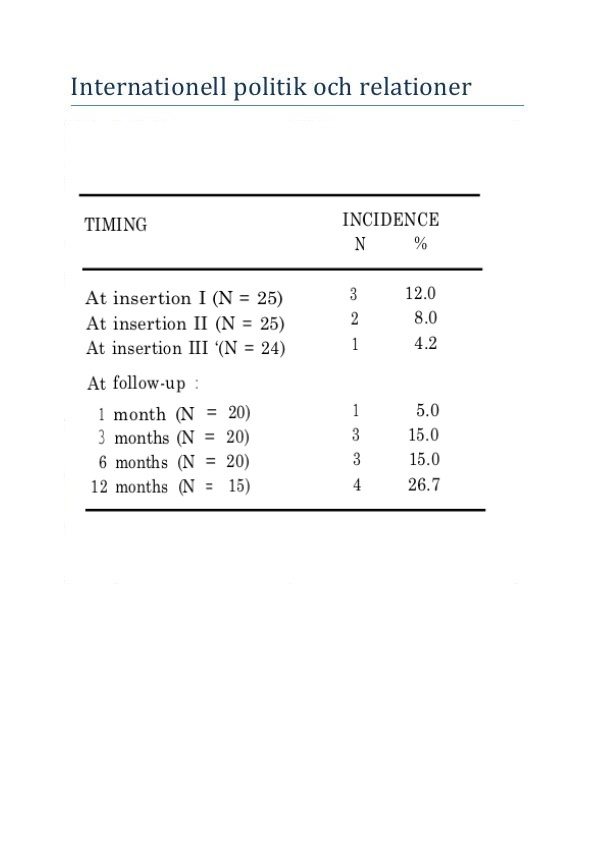 Internationell politik och relationer
TIMING INCIDENCE
N %
At insertion I (N = 25) 3 12.0
At insertion II (N = 25) 2 8.0
At insertion III ‘(N = 24) 1 4.2
At follow-up :
1 month (N = 20) 1 5.0
3 months (N = 20) 3 15.0
6 months (N = 20) 3 15.0
12 months (N = 15) 4 26.7